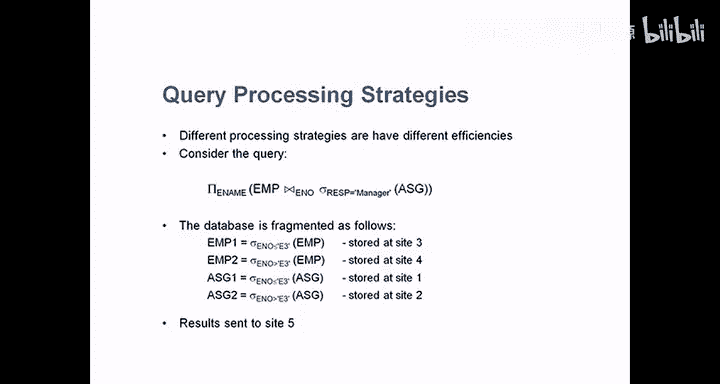 bilibili
Query Processing Strategies
• Different processing strategies are have different efficiencies
• Consider the query:
ΠENAME (EMP ⋈ENO σRESP='Manager' (ASG))
• The database is fragmented as follows:
EMP1 = σENO≤'E3' (EMP) - stored at site 3
EMP2 = σENO>'E3' (EMP) - stored at site 4
ASG1 = σENO≤'E3' (ASG) - stored at site 1
ASG2 = σENO>'E3' (ASG) - stored at site 2
• Results sent to site 5